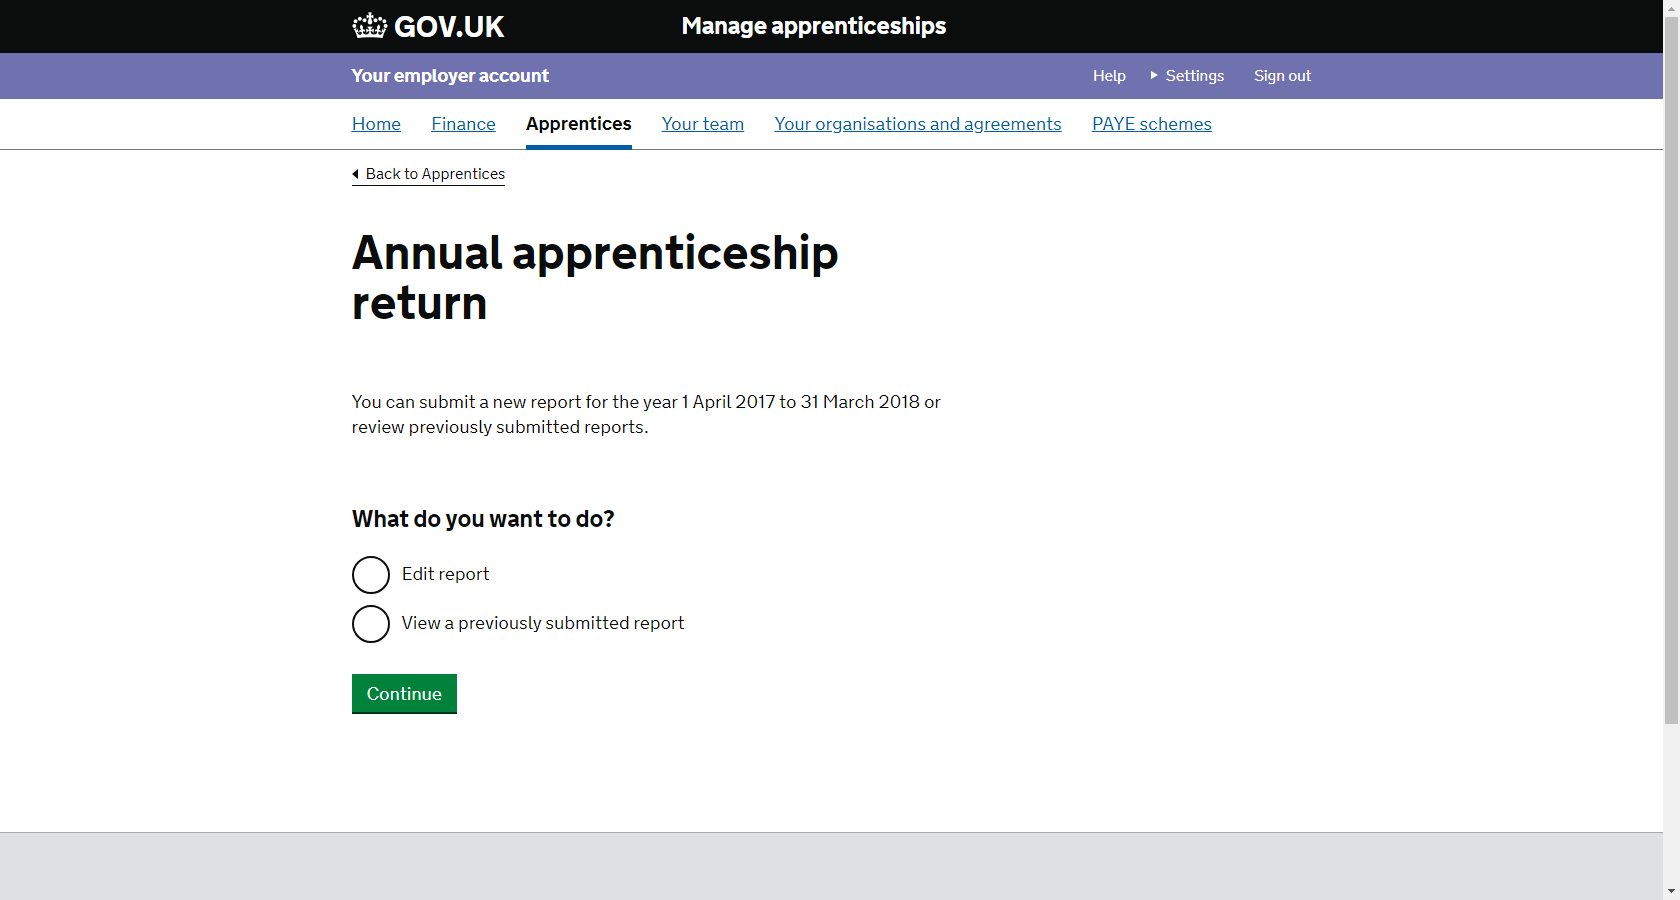 GOV.UK Manage apprenticeships
Your employer account Help Settings Sign out
Home Finance Apprentices Your team Your organisations and agreements PAYE schemes
Back to Apprentices
Annual apprenticeship
return
You can submit a new report for the year 1 April 2017 to 31 March 2018 or
review previously submitted reports.
What do you want to do?
Edit report
View a previously submitted report
Continue